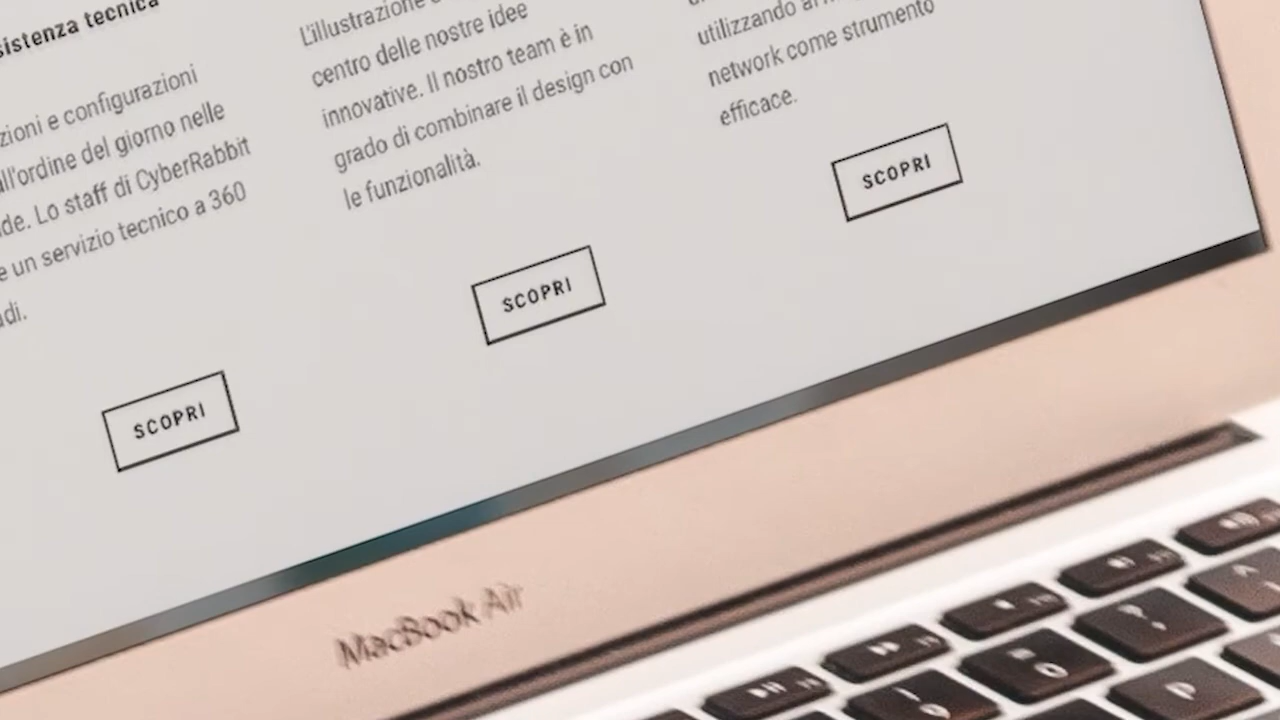 sistenza tecnica
zioni e configurazioni
all'ordine del giorno nelle
de. Lo staff di CyberRabbit
e un servizio tecnico a 360
di.
SCOPRI
L'illustrazione
centro delle nostre idee
innovative. Il nostro team è in
grado di combinare il design con
le funzionalità.
SCOPRI
utilizzando
network come strumento
efficace.
SCOPRI
MacBook Air